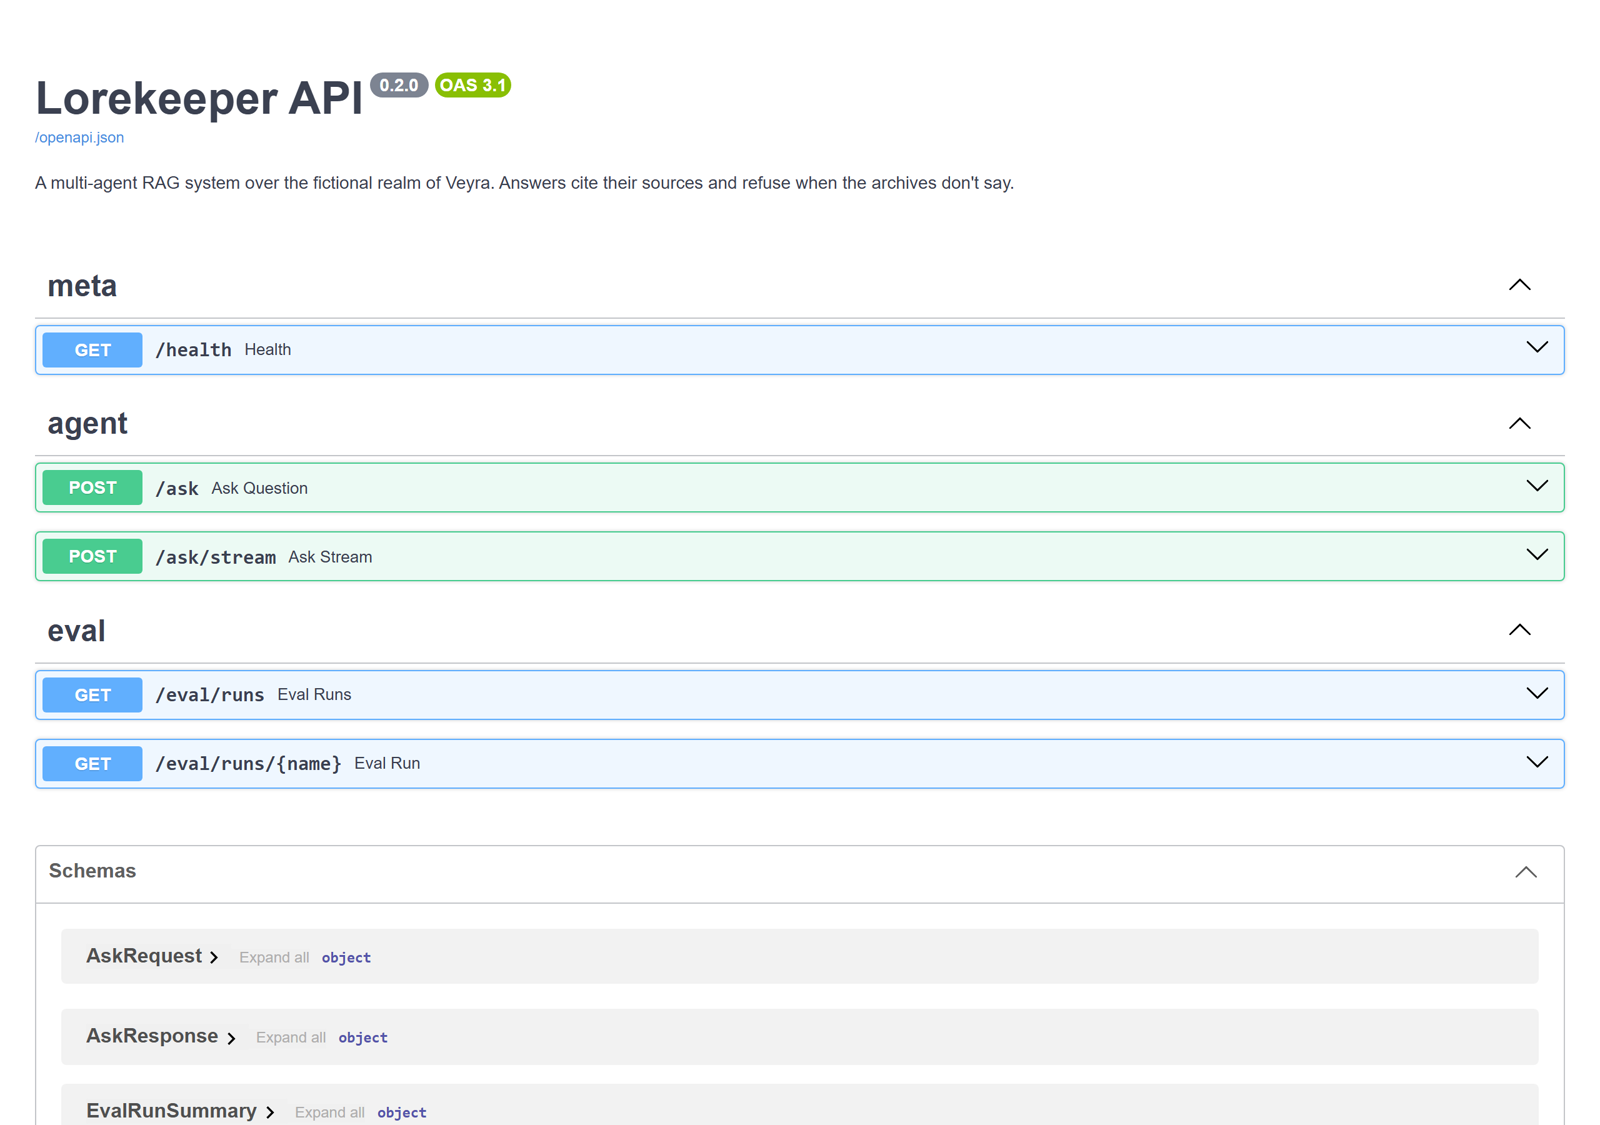 Lorekeeper API 0.2.0 OAS 3.1
/openapi.json
A multi-agent RAG system over the fictional realm of Veyra. Answers cite their sources and refuse when the archives don't say.
meta
GET /health Health
agent
POST /ask Ask Question
POST /ask/stream Ask Stream
eval
GET /eval/runs Eval Runs
GET /eval/runs/{name} Eval Run
Schemas
AskRequest Expand all object
AskResponse Expand all object
EvalRunSummary Expand all object